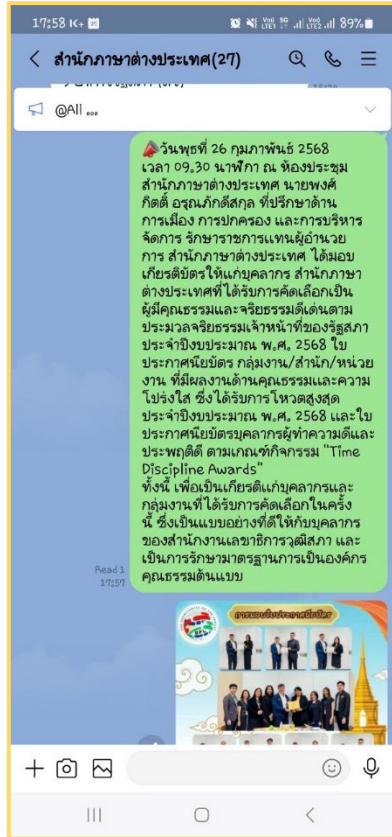 17:58 K+
89%
สำนักภาษาต่างประเทศ(27)
@All ...
📣วันพุธที่ 26 กุมภาพันธ์ 2568
เวลา 09.30 นาฬิกา ณ ห้องประชุม
สำนักภาษาต่างประเทศ นายพงศ์
กิตติ์ อรุณภักดีสกุล ที่ปรึกษาด้าน
การเมือง การปกครอง และการบริหาร
จัดการ รักษาราชการแทนผู้อำนวย
การ สำนักภาษาต่างประเทศ ได้มอบ
เกียรติบัตรให้แก่บุคลากร สำนักภาษา
ต่างประเทศที่ได้รับการคัดเลือกเป็น
ผู้มีคุณธรรมและจริยธรรมดีเด่นตาม
ประมวลจริยธรรมเจ้าหน้าที่ของรัฐสภา
ประจำปีงบประมาณ พ.ศ. 2568 ใบ
ประกาศนียบัตร กลุ่มงาน/สำนัก/หน่วย
งาน ที่มีผลงานด้านคุณธรรมและความ
โปร่งใส ซึ่งได้รับการโหวตสูงสุด
ประจำปีงบประมาณ พ.ศ. 2568 และใบ
ประกาศนียบัตรบุคลากรผู้ทำความดีและ
ประพฤติดี ตามเกณฑ์กิจกรรม "Time
Discipline Awards"
ทั้งนี้ เพื่อเป็นเกียรติแก่บุคลากรและ
กลุ่มงานที่ได้รับการคัดเลือกในครั้ง
นี้ ซึ่งเป็นแบบอย่างที่ดีให้กับบุคลากร
ของสำนักงานเลขาธิการวุฒิสภา และ
เป็นการรักษามาตรฐานการเป็นองค์กร
คุณธรรมต้นแบบ
Read 1
17:57
การมอบใบประกาศนียบัตร